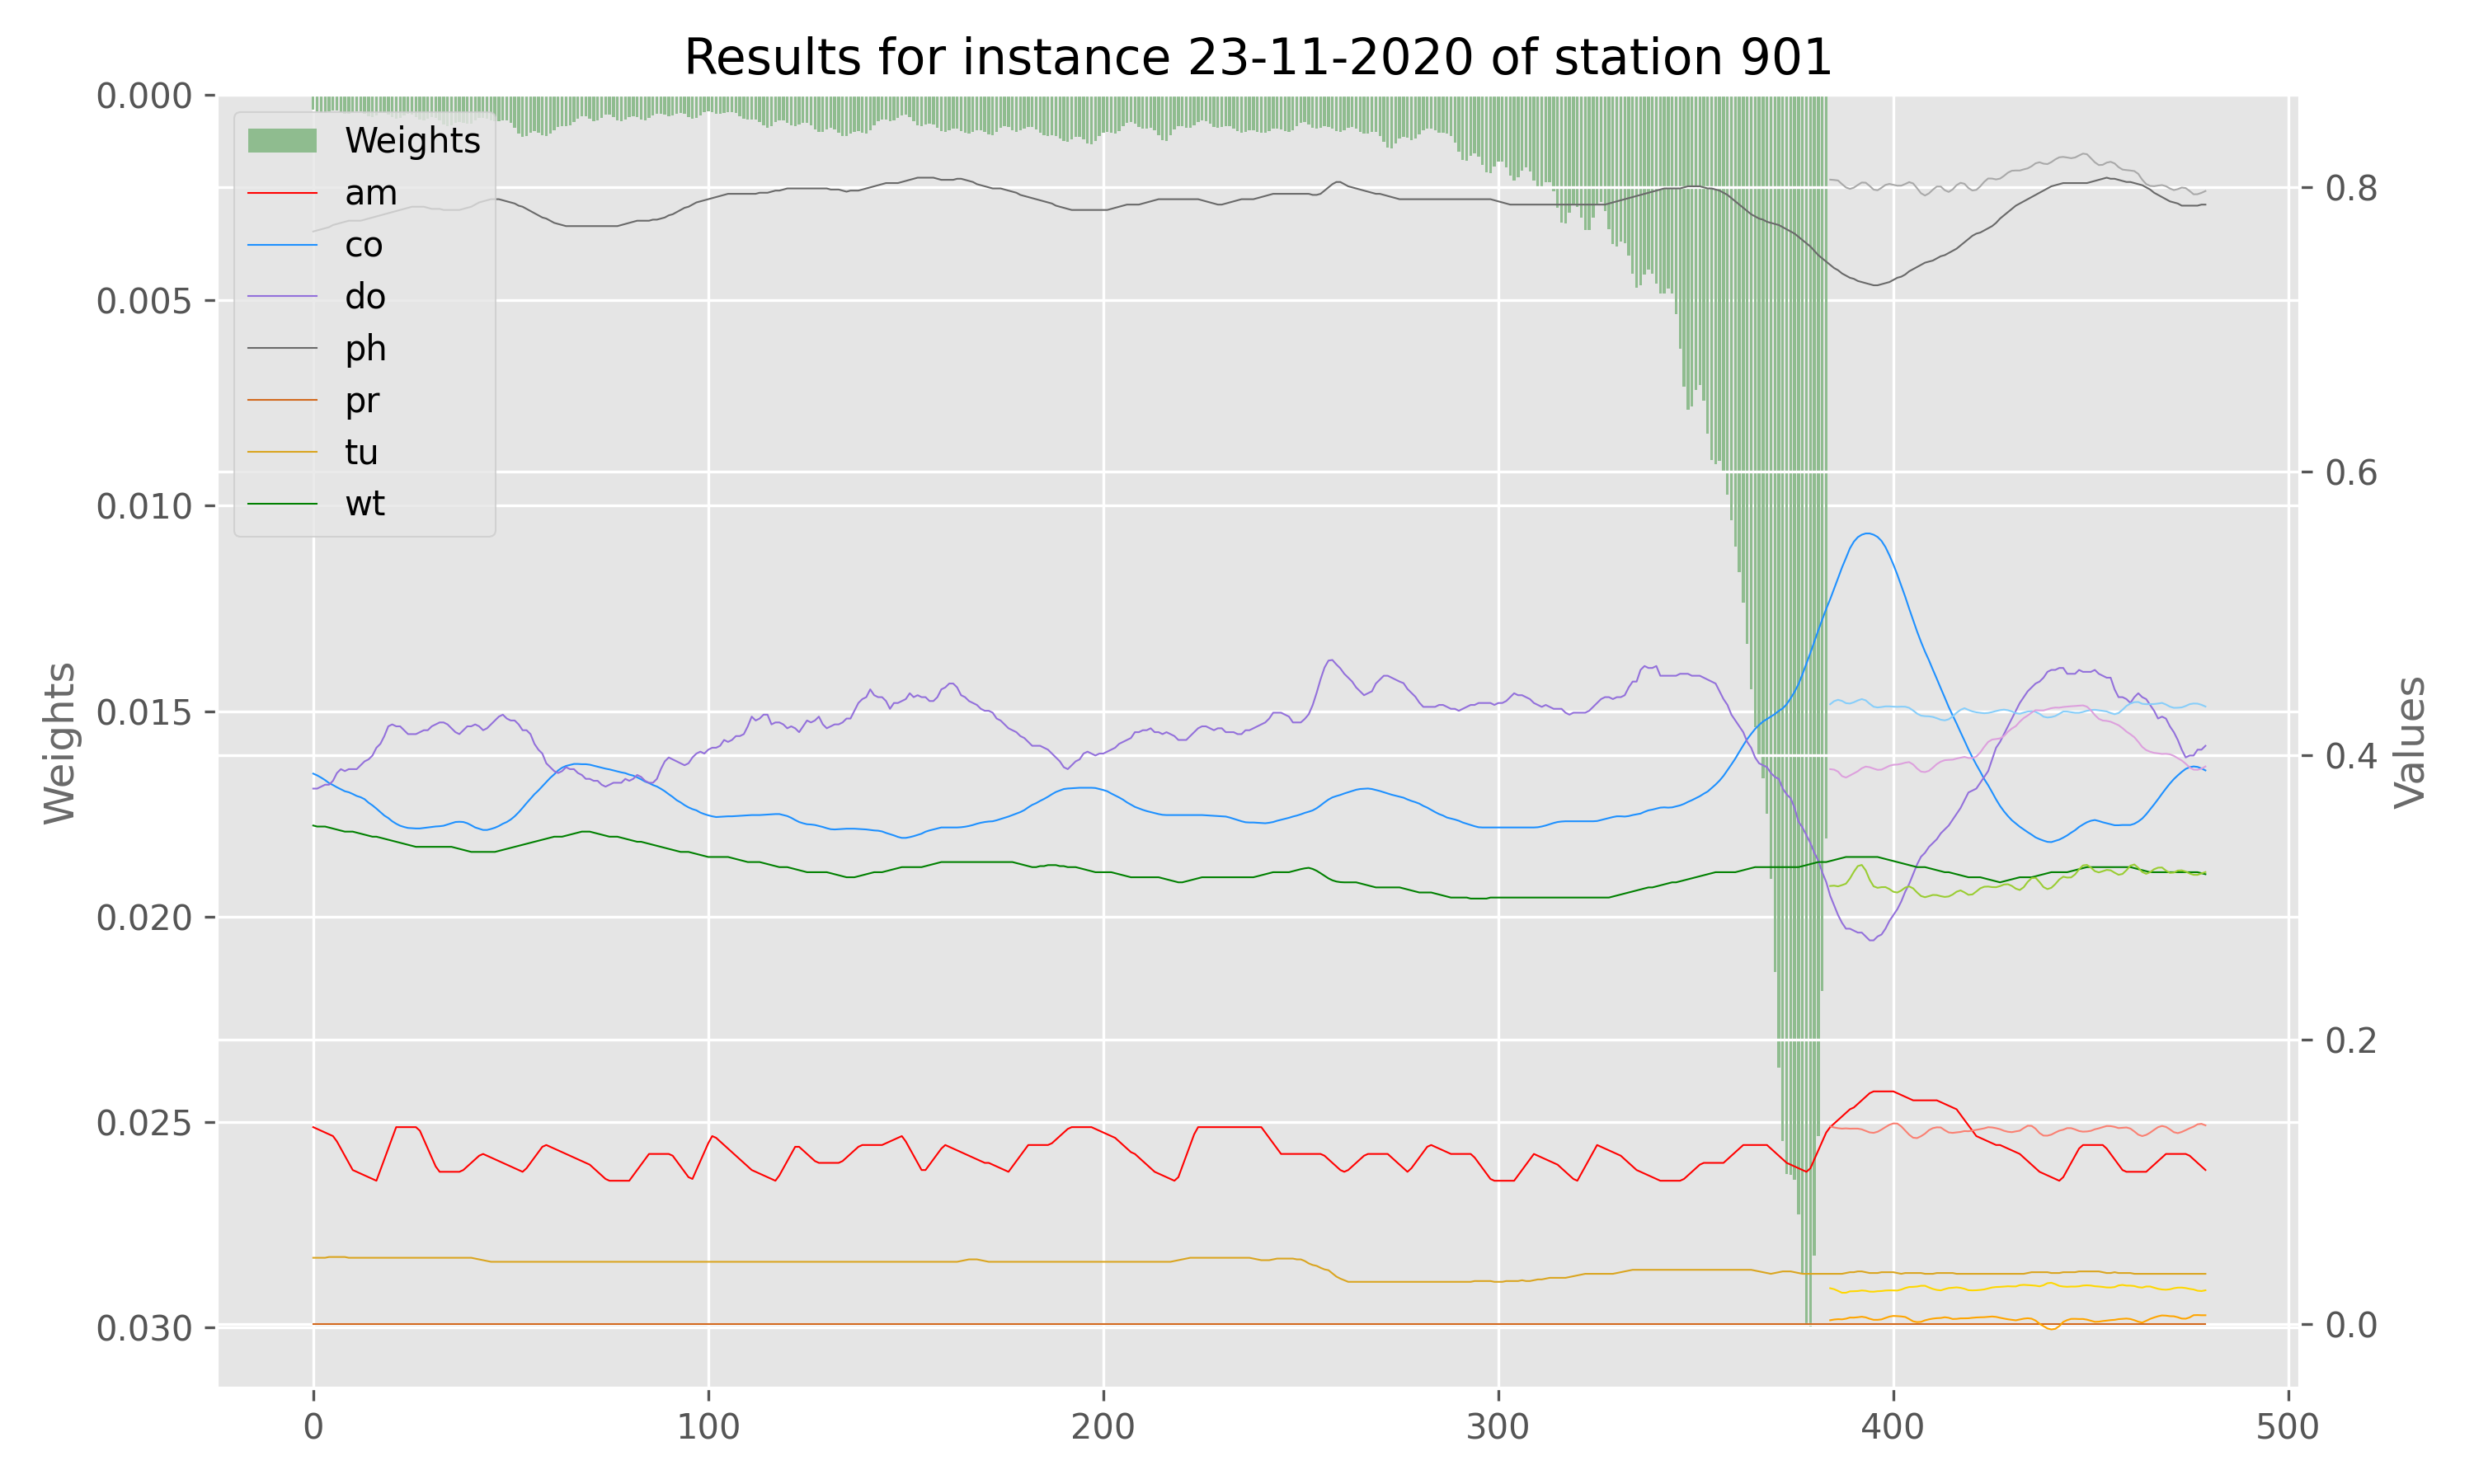 Results for instance 23-11-2020 of station 901
0.000
0.005
0.010
0.015
0.020
0.025
0.030
Weights
Weights
am
co
do
ph
pr
tu
wt
0.8
0.6
0.4
0.2
0.0
Values
0 100 200 300 400 500